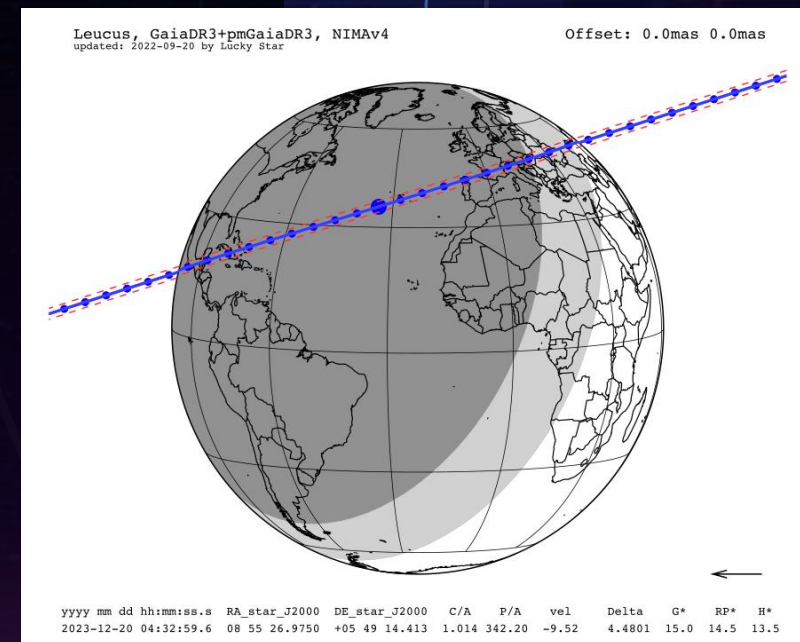 Leucus, GaiaDR3+pmGaiaDR3, NIMAv4 Offset: 0.0mas 0.0mas
updated: 2022-09-20 by Lucky Star
yyyy mm dd hh:mm:ss.s RA_star_J2000 DE_star_J2000 C/A P/A vel Delta G* RP* H*
2023-12-20 04:32:59.6 08 55 26.9750 +05 49 14.413 1.014 342.20 -9.52 4.4801 15.0 14.5 13.5